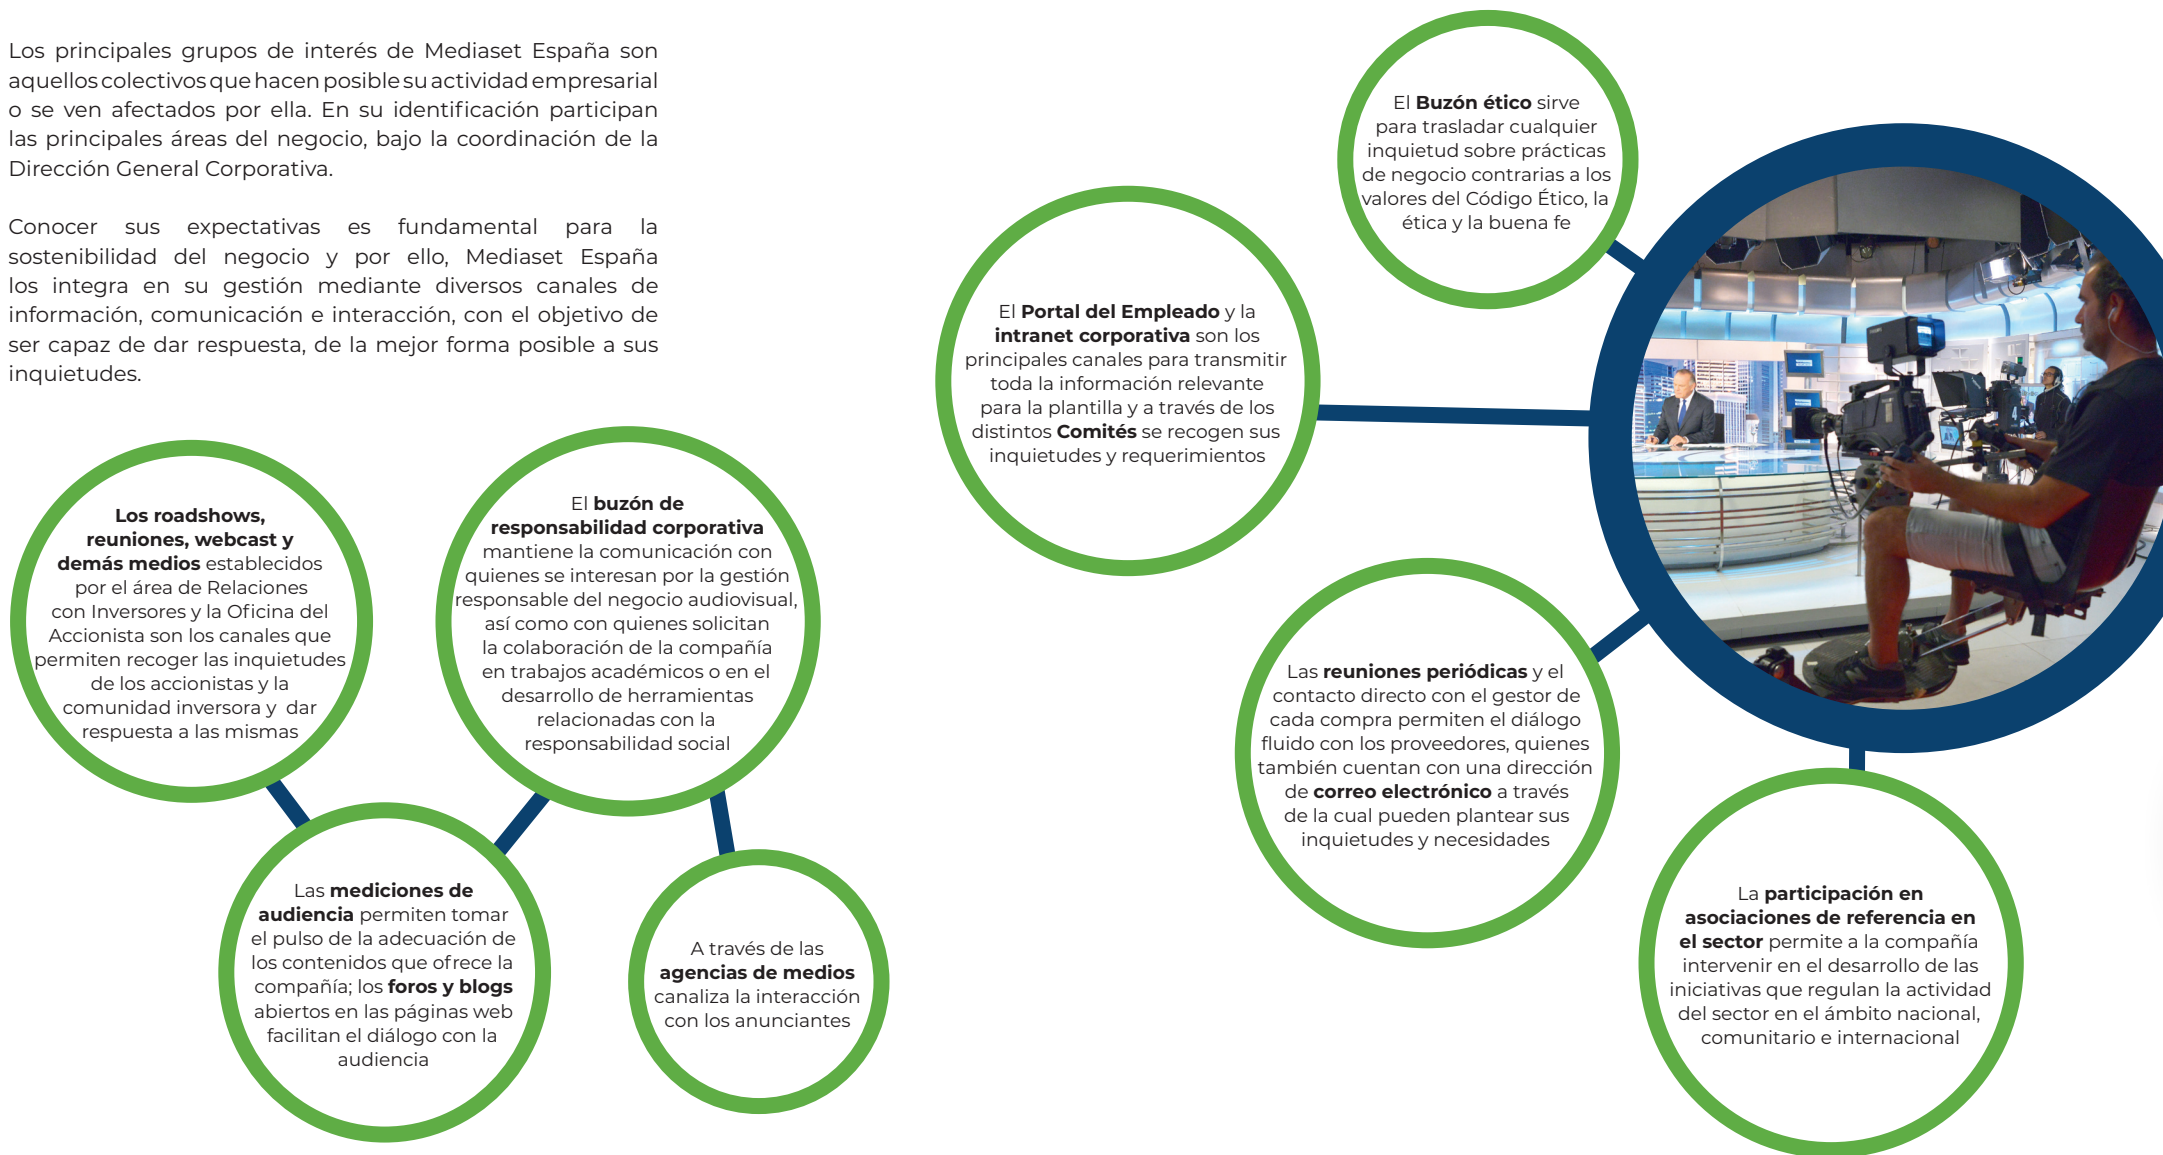 Los principales grupos de interés de Mediaset España son
aquellos colectivos que hacen posible su actividad empresarial
o se ven afectados por ella. En su identificación participan
las principales áreas del negocio, bajo la coordinación de la
Dirección General Corporativa.
Conocer sus expectativas es fundamental para la
sostenibilidad del negocio y por ello, Mediaset España
los integra en su gestión mediante diversos canales de
información, comunicación e interacción, con el objetivo de
ser capaz de dar respuesta, de la mejor forma posible a sus
inquietudes.
Los roadshows,
reuniones, webcast y
demás medios establecidos
por el área de Relaciones
con Inversores y la Oficina del
Accionista son los canales que
permiten recoger las inquietudes
de los accionistas y la
comunidad inversora y dar
respuesta a las mismas
El buzón de
responsabilidad corporativa
mantiene la comunicación con
quienes se interesan por la gestión
responsable del negocio audiovisual,
así como con quienes solicitan
la colaboración de la compañía
en trabajos académicos o en el
desarrollo de herramientas
relacionadas con la
responsabilidad social
Las mediciones de
audiencia permiten tomar
el pulso de la adecuación de
los contenidos que ofrece la
compañía; los foros y blogs
abiertos en las páginas web
facilitan el diálogo con la
audiencia
A través de las
agencias de medios
canaliza la interacción
con los anunciantes
El Buzón ético sirve
para trasladar cualquier
inquietud sobre prácticas
de negocio contrarias a los
valores del Código Ético, la
ética y la buena fe
El Portal del Empleado y la
intranet corporativa son los
principales canales para transmitir
toda la información relevante
para la plantilla y a través de los
distintos Comités se recogen sus
inquietudes y requerimientos
Las reuniones periódicas y el
contacto directo con el gestor de
cada compra permiten el diálogo
fluido con los proveedores, quienes
también cuentan con una dirección
de correo electrónico a través
de la cual pueden plantear sus
inquietudes y necesidades
La participación en
asociaciones de referencia en
el sector permite a la compañía
intervenir en el desarrollo de las
iniciativas que regulan la actividad
del sector en el ámbito nacional,
comunitario e internacional
4